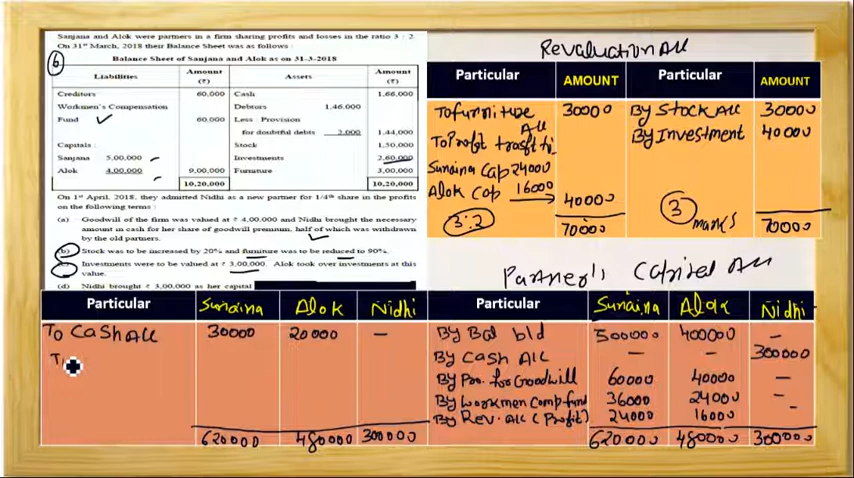 Sanjana and Alok were partners in a firm sharing profits and losses in the ratio 3 : 2.
On 31st March, 2018 their Balance Sheet was as follows :
6
Balance Sheet of Sanjana and Alok as on 31-3-2018
Liabilities Amount (₹) Assets Amount (₹)
Creditors 60,000 Cash 1,66,000
Workmen's Compensation Debtors 1,46,000
Fund 60,000 Less : Provision
for doubtful debts 2,000 1,44,000
Capitals : Stock 1,50,000
Sanjana 5,00,000 Investments 2,60,000
Alok 4,00,000 9,00,000 Furniture 3,00,000
10,20,000 10,20,000
On 1st April, 2018, they admitted Nidhi as a new partner for 1/4th share in the profits
on the following terms :
(a) Goodwill of the firm was valued at ₹ 4,00,000 and Nidhi brought the necessary
amount in cash for her share of goodwill premium, half of which was withdrawn
by the old partners.
(b) Stock was to be increased by 20% and furniture was to be reduced to 90%.
(c) Investments were to be valued at ₹ 3,00,000. Alok took over investments at this
value.
(d) Nidhi brought ₹ 3,00,000 as her capital
Revaluation A/c
Particular AMOUNT Particular AMOUNT
To furniture A/c 30000 By Stock A/c 30000
To Profit trasft to By Investment 40000
Sunaina Cap 24000
Alok Cap 16000 40000
3:2 70000 3 marks 70000
Partner's Capital A/c
Particular Sunaina Alok Nidhi Particular Sunaina Alok Nidhi
To Cash A/c 30000 20000 - By Bal b/d 500000 400000 -
T By Cash A/c - - 300000
By Pre. for Goodwill 60000 40000 -
By Workmen Comp. fund 36000 24000 -
By Rev. A/c (Profit) 24000 16000
620000 480000 300000 620000 480000 300000